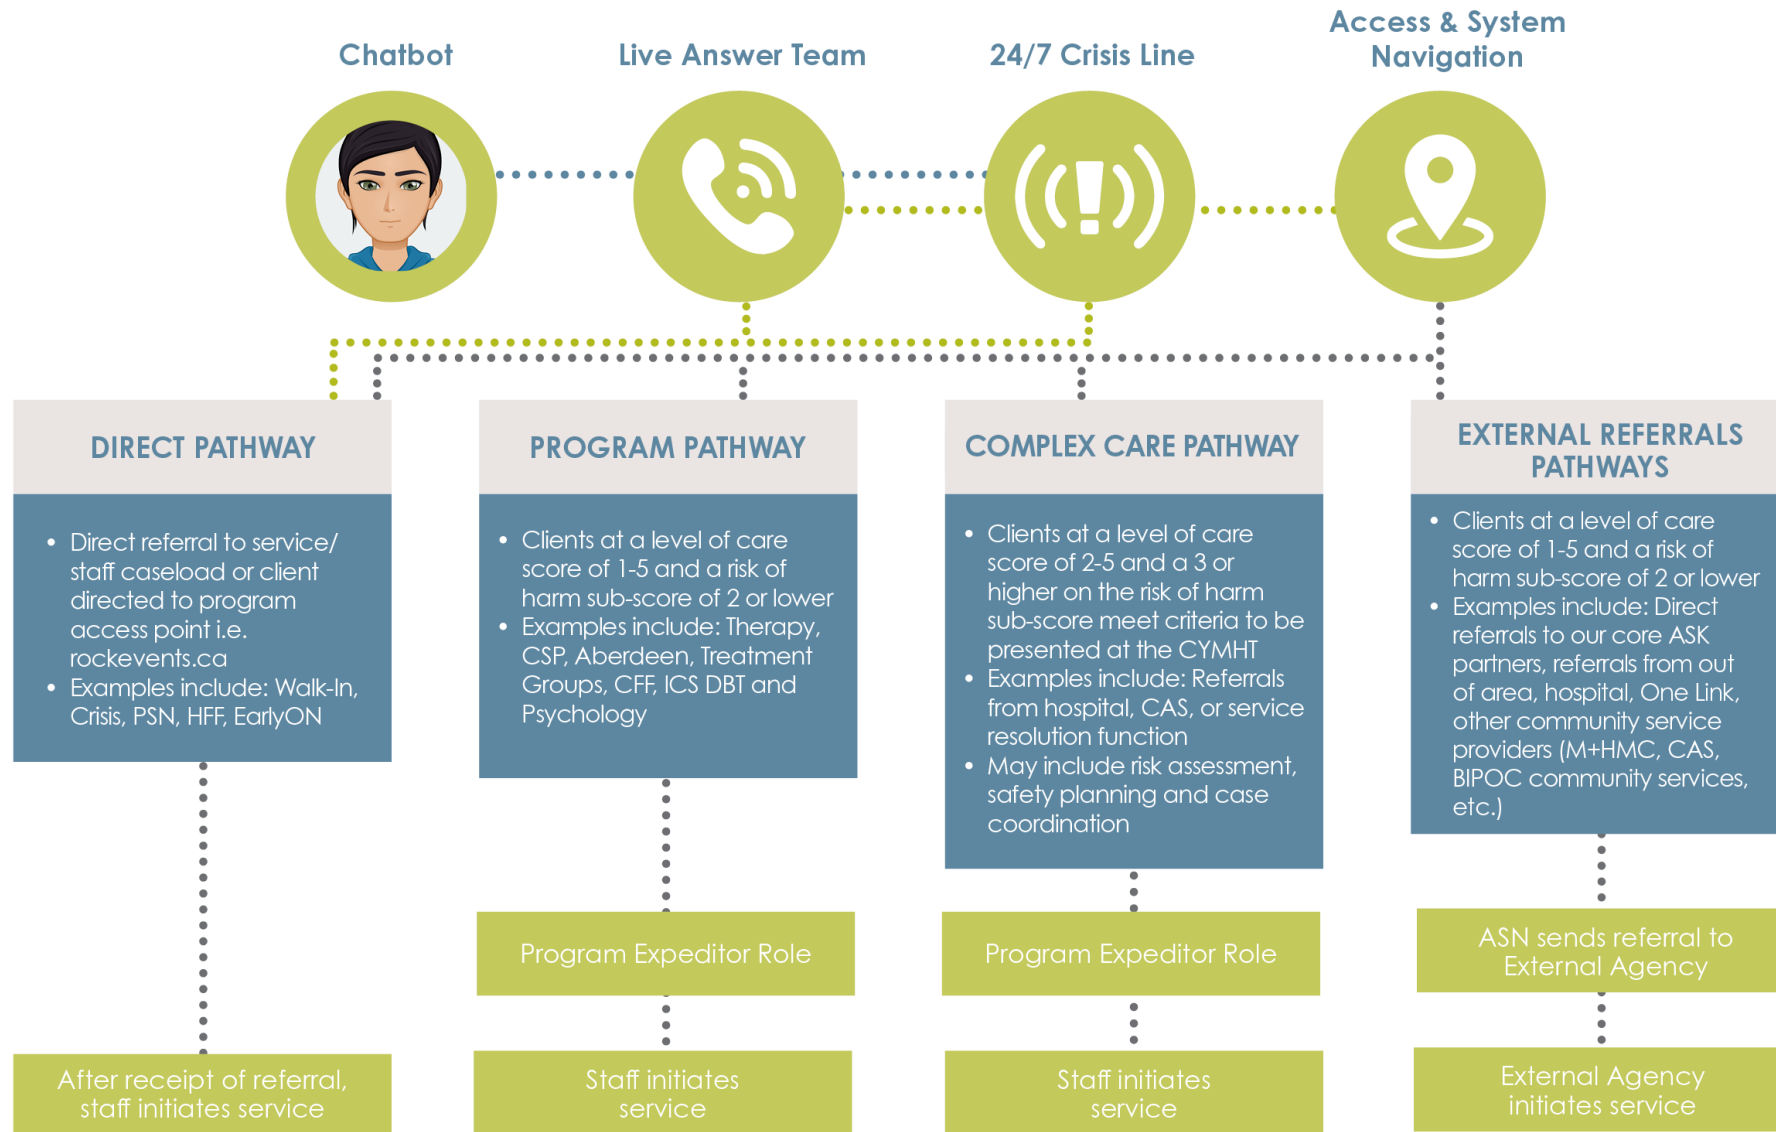 Chatbot
Live Answer Team
24/7 Crisis Line
Access & System
Navigation
DIRECT PATHWAY
• Direct referral to service/
staff caseload or client
directed to program
access point i.e.
rockevents.ca
• Examples include: Walk-In,
Crisis, PSN, HFF, EarlyON
After receipt of referral,
staff initiates service
PROGRAM PATHWAY
• Clients at a level of care
score of 1-5 and a risk of
harm sub-score of 2 or lower
• Examples include: Therapy,
CSP, Aberdeen, Treatment
Groups, CFF, ICS DBT and
Psychology
Program Expeditor Role
Staff initiates
service
COMPLEX CARE PATHWAY
• Clients at a level of care
score of 2-5 and a 3 or
higher on the risk of harm
sub-score meet criteria to be
presented at the CYMHT
• Examples include: Referrals
from hospital, CAS, or service
resolution function
• May include risk assessment,
safety planning and case
coordination
Program Expeditor Role
Staff initiates
service
EXTERNAL REFERRALS
PATHWAYS
• Clients at a level of care
score of 1-5 and a risk of
harm sub-score of 2 or lower
• Examples include: Direct
referrals to our core ASK
partners, referrals from out
of area, hospital, One Link,
other community service
providers (M+HMC, CAS,
BIPOC community services,
etc.)
ASN sends referral to
External Agency
External Agency
initiates service